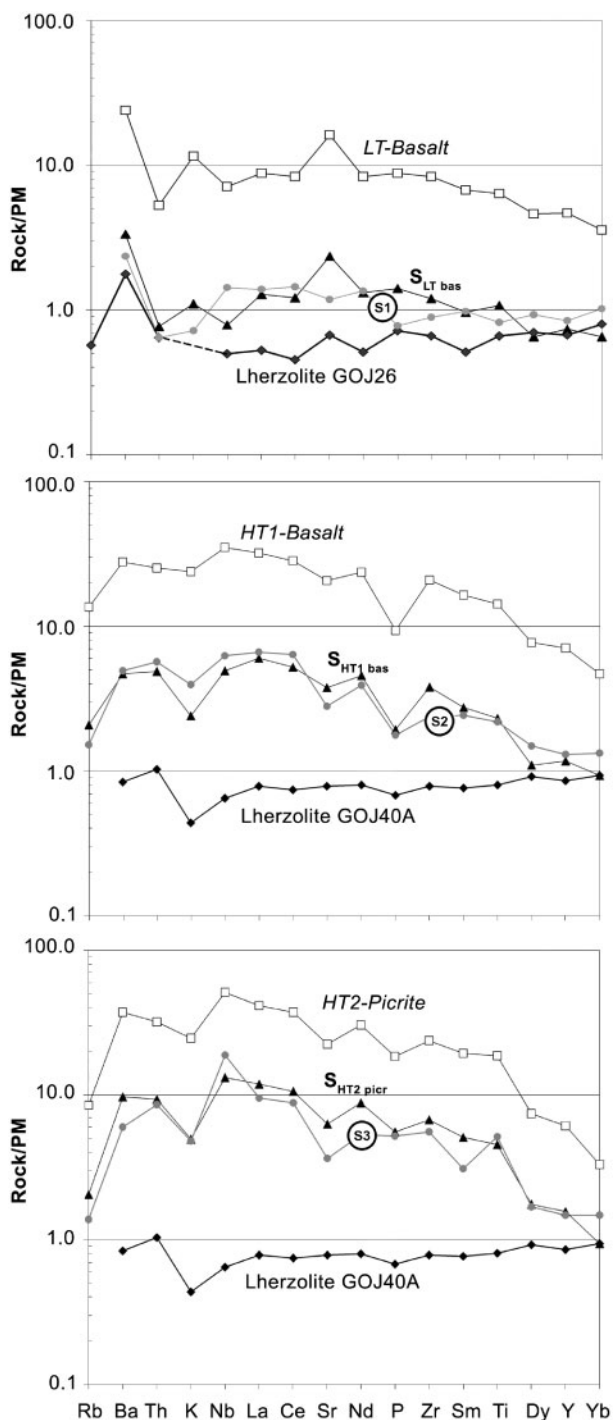 100.0
10.0
1.0
0.1
Rock/PM
LT-Basalt
S LT bas
S1
Lherzolite GOJ26
100.0
10.0
1.0
0.1
Rock/PM
HT1-Basalt
S HT1 bas
S2
Lherzolite GOJ40A
100.0
10.0
1.0
0.1
Rock/PM
HT2-Picrite
S HT2 picr
S3
Lherzolite GOJ40A
Rb Ba Th K Nb La Ce Sr Nd P Zr Sm Ti Dy Y Yb